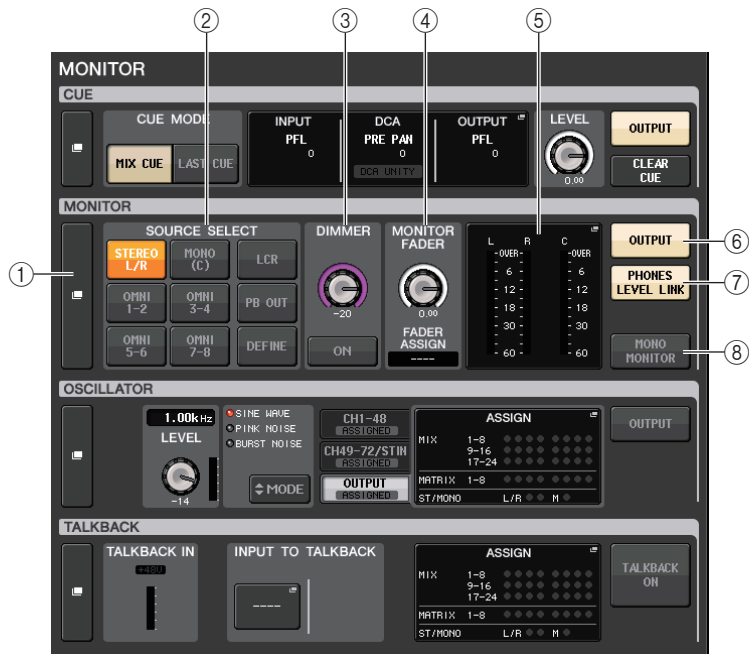 ② ③ ④ ⑤
MONITOR
CUE
CUE MODE
MIX CUE LAST CUE
INPUT DCA OUTPUT
PFL PRE PAN PFL
0 0 0
DCA UNITY
LEVEL
0.00
OUTPUT
CLEAR
CUE
MONITOR
①
SOURCE SELECT
STEREO
L/R
MONO
(C)
LCR
OMNI
1-2
OMNI
3-4
PB OUT
OMNI
5-6
OMNI
7-8
DEFINE
DIMMER
-20
ON
MONITOR
FADER
0.00
FADER
ASSIGN
----
L R C
-OVER- -OVER
- 6 - - 6
- 12 - - 12
- 18 - - 18
- 30 - - 30
- 60 - - 60
OUTPUT ⑥
PHONES
LEVEL LINK
⑦
MONO
MONITOR
⑧
OSCILLATOR
1.00kHz
LEVEL
-14
SINE WAVE
PINK NOISE
BURST NOISE
MODE
CH1-48
ASSIGNED
CH49-72/STIN
ASSIGNED
OUTPUT
ASSIGNED
ASSIGN
MIX 1-8
9-16
17-24
MATRIX 1-8
ST/MONO L/R M
OUTPUT
TALKBACK
TALKBACK IN
+48V
INPUT TO TALKBACK
----
ASSIGN
MIX 1-8
9-16
17-24
MATRIX 1-8
ST/MONO L/R M
TALKBACK
ON